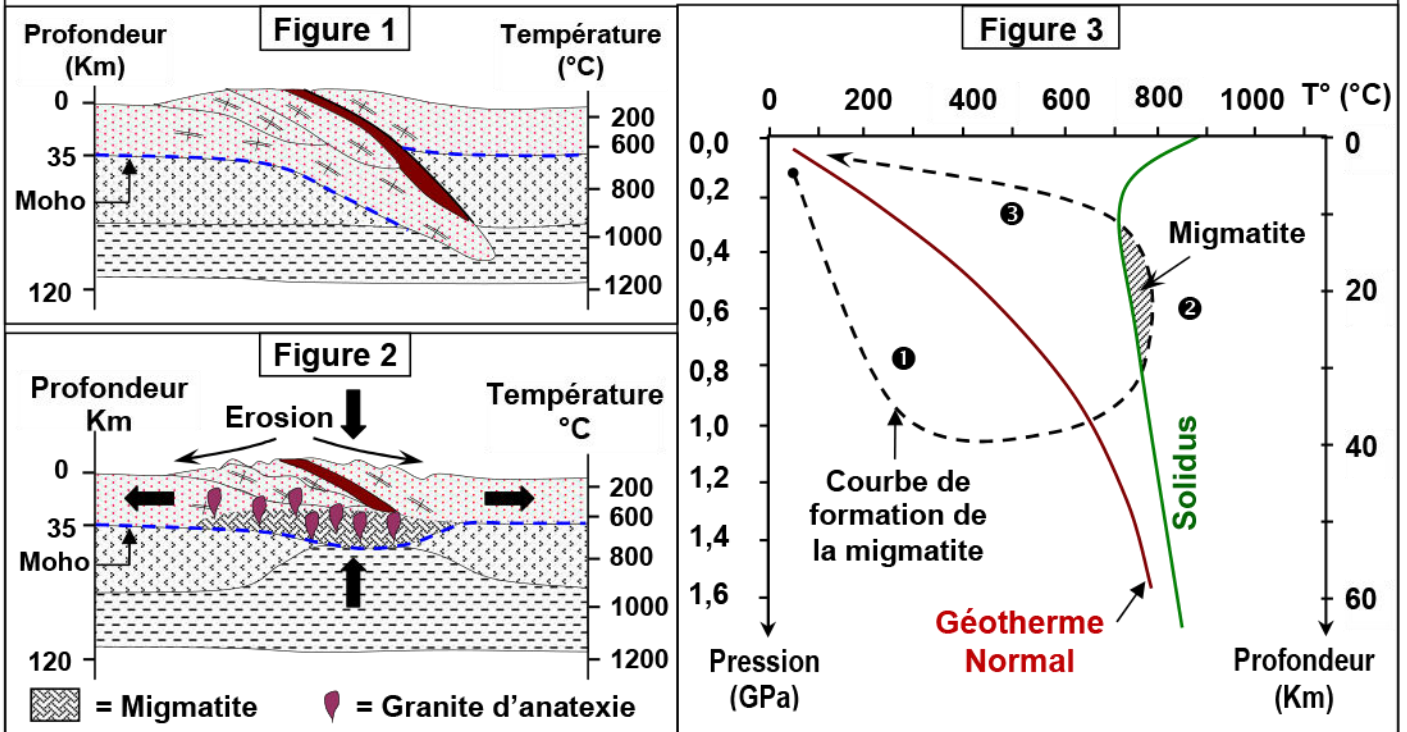 Figure 1
Profondeur
(Km)
Température
(°C)
0
35
120
Moho
200
600
800
1000
1200
Figure 2
Profondeur
Km
Température
°C
Erosion
0
35
120
Moho
200
600
800
1000
1200
= Migmatite
= Granite d'anatexie
Figure 3
0 200 400 600 800 1000 T° (°C)
0,0
0,2
0,4
0,6
0,8
1,0
1,2
1,4
1,6
Pression
(GPa)
0
20
40
60
Profondeur
(Km)
❸
Migmatite
❷
❶
Courbe de
formation de
la migmatite
Solidus
Géotherme
Normal